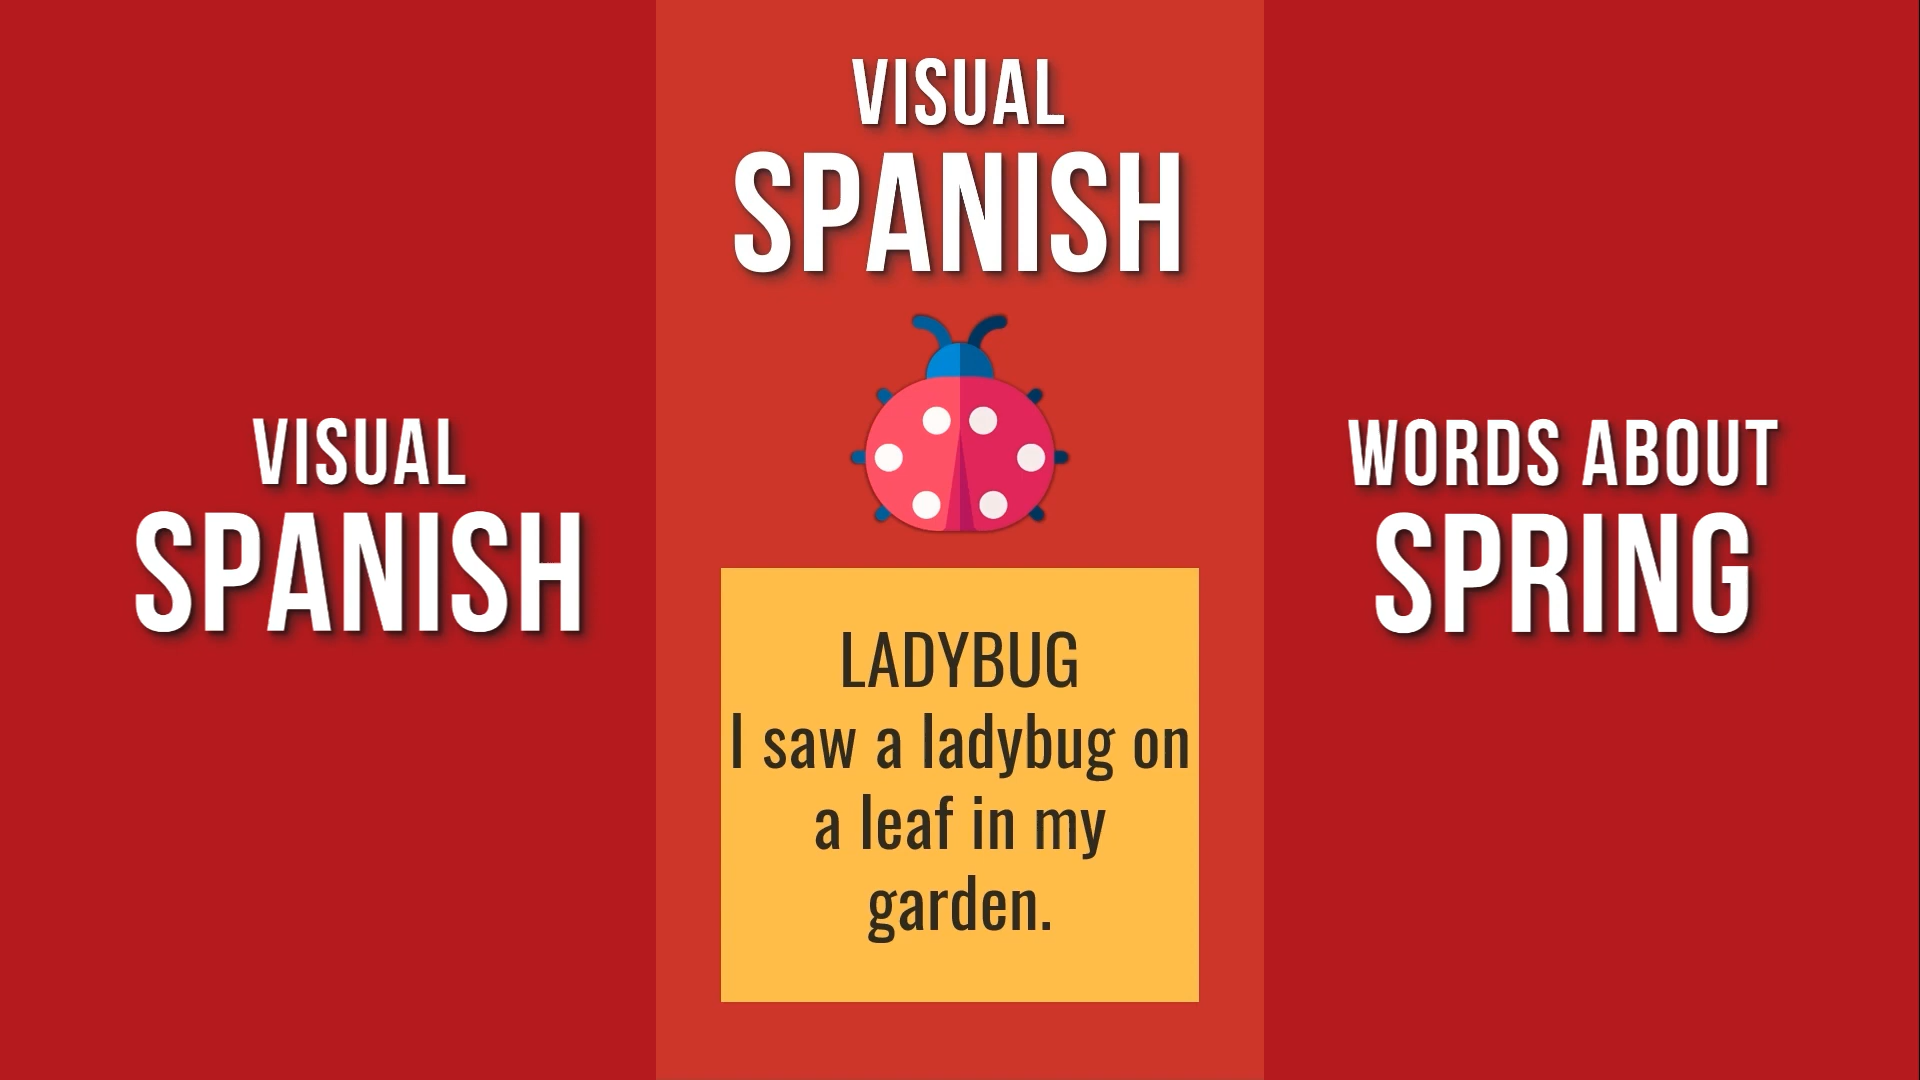 VISUAL
SPANISH
VISUAL
SPANISH
LADYBUG
I saw a ladybug on
a leaf in my
garden.
WORDS ABOUT
SPRING